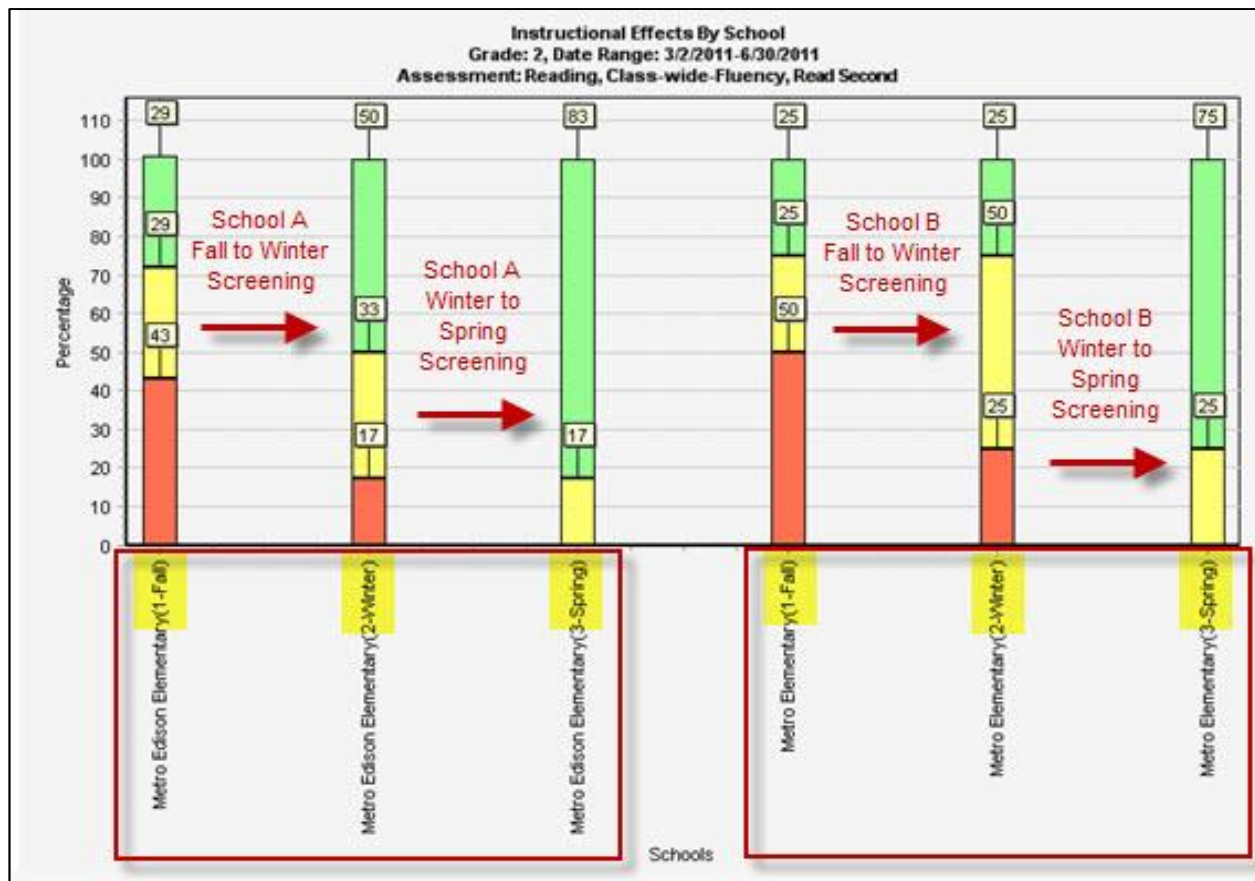 Instructional Effects By School
Grade: 2, Date Range: 3/2/2011-6/30/2011
Assessment: Reading, Class-wide-Fluency, Read Second
Percentage
110
100
90
80
70
60
50
40
30
20
10
0
29
29
43
50
33
17
83
17
25
25
50
25
50
25
75
25
School A
Fall to Winter
Screening
School A
Winter to
Spring
Screening
School B
Fall to Winter
Screening
School B
Winter to
Spring
Screening
Metro Edison Elementary(1-Fall)
Metro Edison Elementary(2-Winter)
Metro Edison Elementary(3-Spring)
Metro Elementary(1-Fall)
Metro Elementary(2-Winter)
Metro Elementary(3-Spring)
Schools